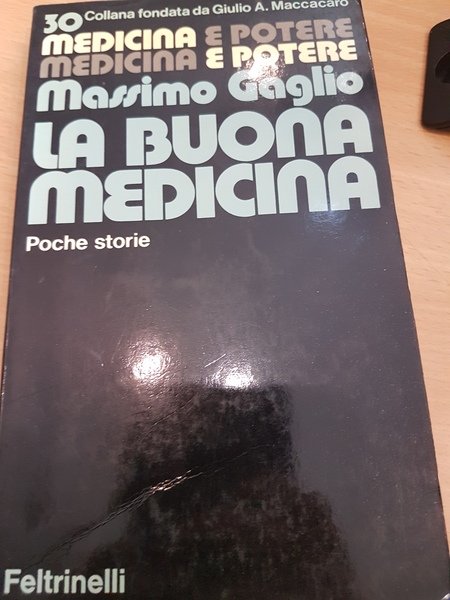 30 Collana fondata da Giulio A. Maccacaro
MEDICINA E POTERE
MEDICINA E POTERE
Massimo Gaglio
LA BUONA
MEDICINA
Poche storie
Feltrinelli